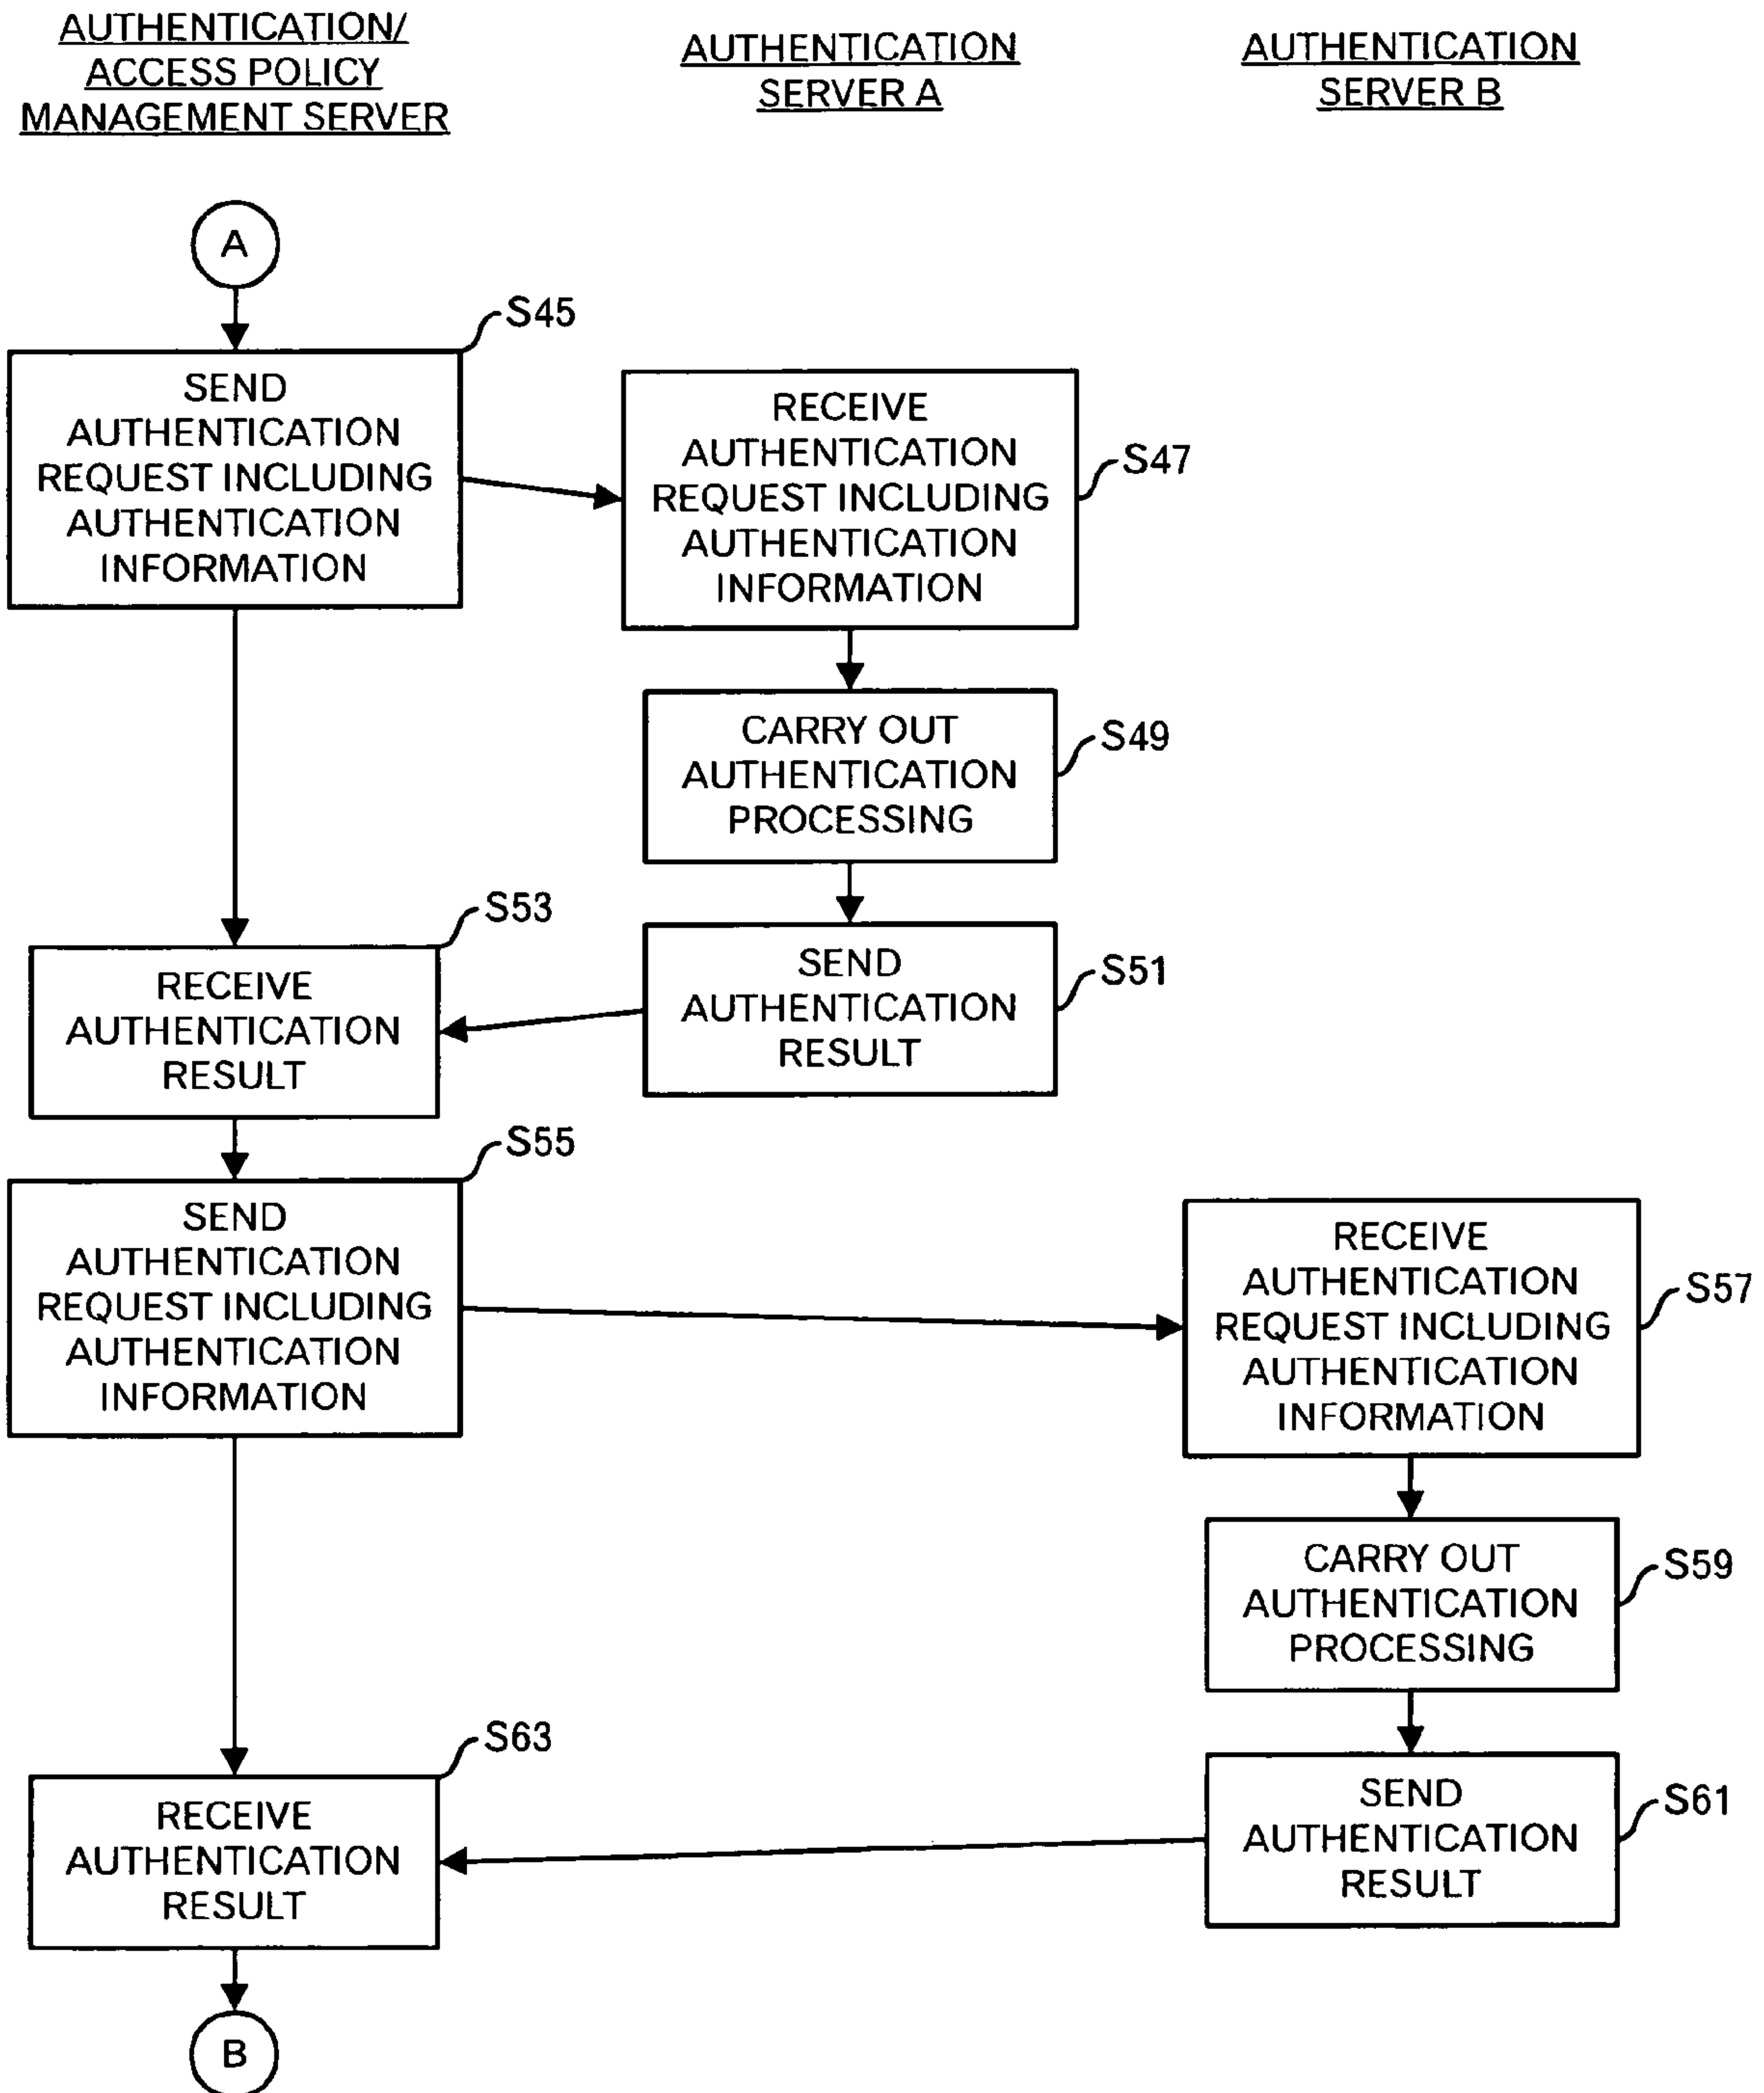 AUTHENTICATION/
ACCESS POLICY
MANAGEMENT SERVER
AUTHENTICATION
SERVER A
AUTHENTICATION
SERVER B
A
S45
SEND
AUTHENTICATION
REQUEST INCLUDING
AUTHENTICATION
INFORMATION
S47
RECEIVE
AUTHENTICATION
REQUEST INCLUDING
AUTHENTICATION
INFORMATION
S49
CARRY OUT
AUTHENTICATION
PROCESSING
S51
SEND
AUTHENTICATION
RESULT
S53
RECEIVE
AUTHENTICATION
RESULT
S55
SEND
AUTHENTICATION
REQUEST INCLUDING
AUTHENTICATION
INFORMATION
S57
RECEIVE
AUTHENTICATION
REQUEST INCLUDING
AUTHENTICATION
INFORMATION
S59
CARRY OUT
AUTHENTICATION
PROCESSING
S61
SEND
AUTHENTICATION
RESULT
S63
RECEIVE
AUTHENTICATION
RESULT
B